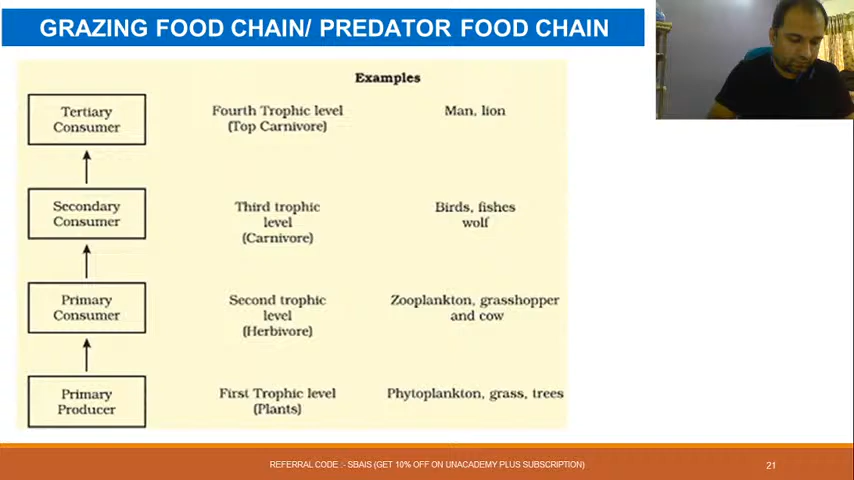 GRAZING FOOD CHAIN/ PREDATOR FOOD CHAIN
Examples
Tertiary
Consumer
Fourth Trophic level
(Top Carnivore)
Man, lion
Secondary
Consumer
Third trophic
level
(Carnivore)
Birds, fishes
wolf
Primary
Consumer
Second trophic
level
(Herbivore)
Zooplankton, grasshopper
and cow
Primary
Producer
First Trophic level
(Plants)
Phytoplankton, grass, trees
REFERRAL CODE :- SBAIS (GET 10% OFF ON UNACADEMY PLUS SUBSCRIPTION)
21